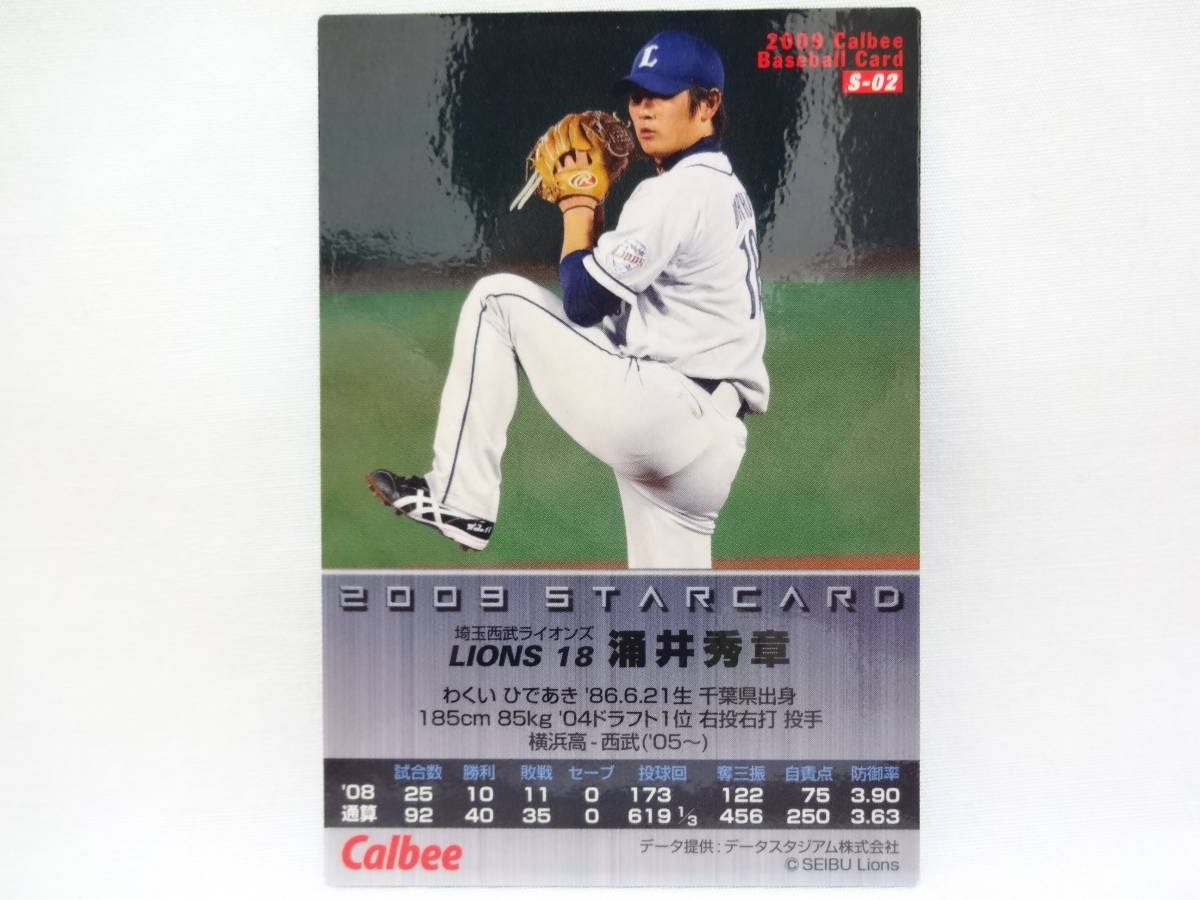 2009 Calbee
Baseball Card
S-02
L
R
Lions
2009 STARCARD
埼玉西武ライオンズ
LIONS 18 涌井秀章
わくい ひであき '86.6.21生 千葉県出身
185cm 85kg '04ドラフト1位 右投右打 投手
横浜高-西武('05～)
試合数 勝利 敗戦 セーブ 投球回 奪三振 自責点 防御率
'08 25 10 11 0 173 122 75 3.90
通算 92 40 35 0 619 1/3 456 250 3.63
Calbee
データ提供:データスタジアム株式会社
© SEIBU Lions